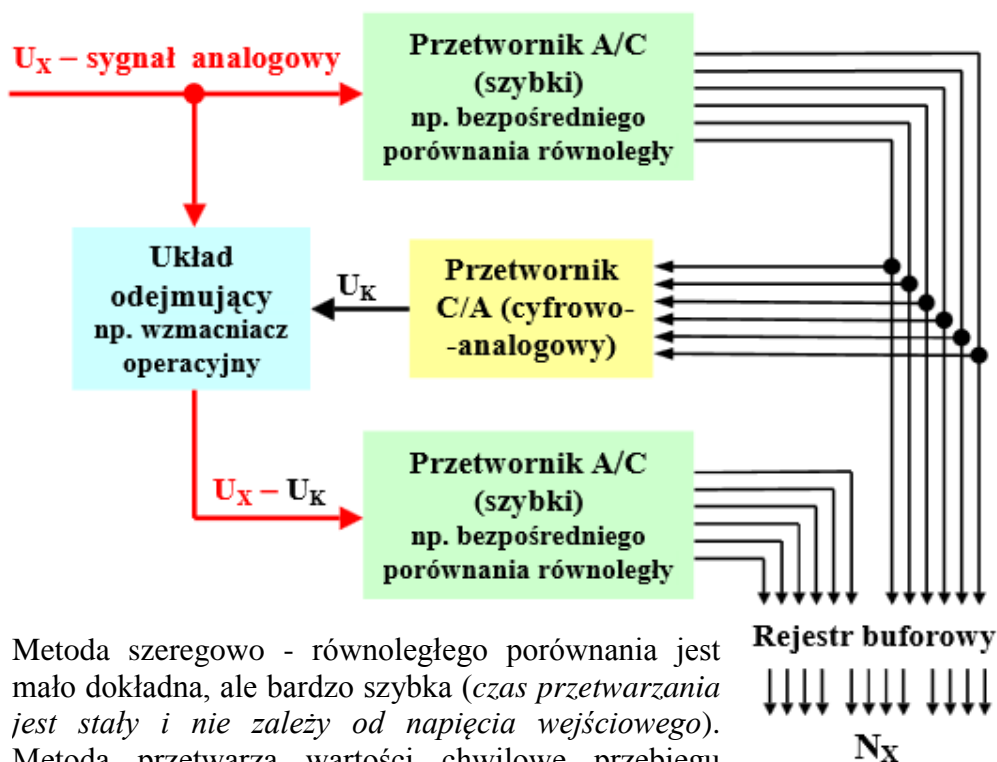 U_X – sygnał analogowy
Przetwornik A/C
(szybki)
np. bezpośredniego
porównania równoległy
Układ
odejmujący
np. wzmacniacz
operacyjny
U_K
Przetwornik
C/A (cyfrowo-
-analogowy)
U_X – U_K
Przetwornik A/C
(szybki)
np. bezpośredniego
porównania równoległy
Rejestr buforowy
N_X
Metoda szeregowo - równoległego porównania jest
mało dokładna, ale bardzo szybka (czas przetwarzania
jest stały i nie zależy od napięcia wejściowego).
Metoda przetwarza wartości chwilowe przebiegu